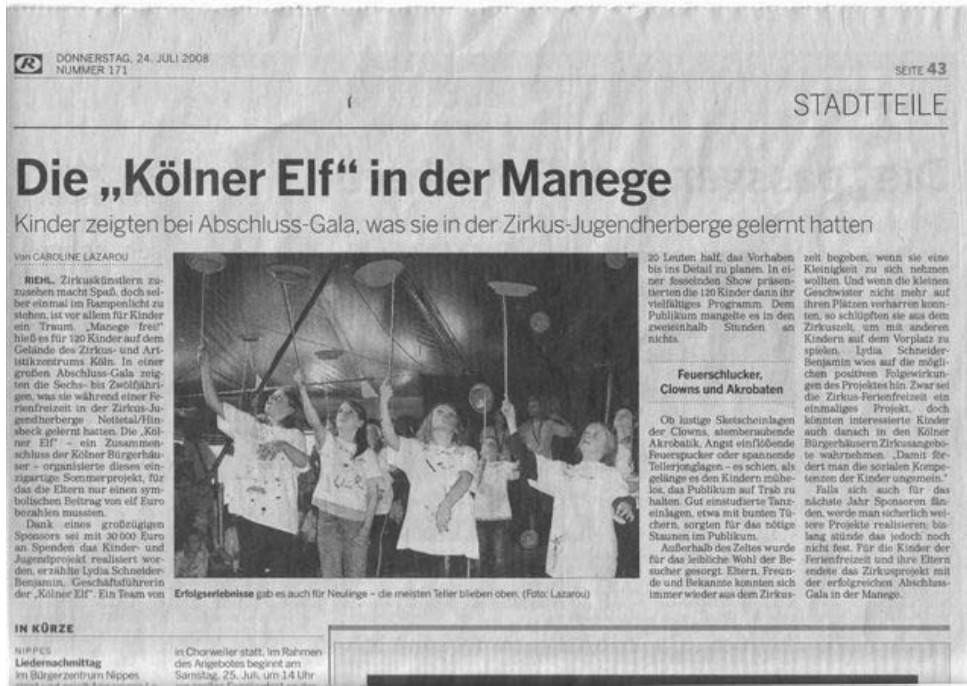 R
DONNERSTAG, 24. JULI 2008
NUMMER 171
SEITE 43
STADTTEILE
Die „Kölner Elf“ in der Manege
Kinder zeigten bei Abschluss-Gala, was sie in der Zirkus-Jugendherberge gelernt hatten
Von CAROLINE LAZAROU
RIEHL. Zirkuskünstlern zu-
zusehen macht Spaß, doch sel-
ber einmal im Rampenlicht zu
stehen, ist vor allem für Kinder
ein Traum. „Manege frei!“
hieß es für 120 Kinder auf dem
Gelände des Zirkus- und Art-
istikzentrums Köln. In einer
großen Abschluss-Gala zeig-
ten die Sechs- bis Zwölfjähri-
gen, was sie während einer Fe-
rienfreizeit in der Zirkus-Ju-
gendherberge Nettetal/Hin-
sbeck gelernt hatten. Die „Köl-
ner Elf“ – ein Zusammen-
schluss der Kölner Bürgerhäu-
ser – organisierte dieses ein-
zigartige Sommerprojekt, für
das die Eltern nur einen sym-
bolischen Beitrag von elf Euro
bezahlen mussten.
Dank eines großzügigen
Sponsors sei mit 30 000 Euro
an Spenden das Kinder- und
Jugendprojekt realisiert wor-
den, erzählte Lydia Schneider-
Benjamin, Geschäftsführerin
der „Kölner Elf“. Ein Team von
Erfolgserlebnisse gab es auch für Neulinge – die meisten Teller blieben oben. (Foto: Lazarou)
20 Leuten half, das Vorhaben
bis ins Detail zu planen. In ei-
ner fesselnden Show präsen-
tierten die 120 Kinder dann ihr
vielfältiges Programm. Dem
Publikum mangelte es in den
zweieinhalb Stunden an
nichts.
Feuerschlucker,
Clowns und Akrobaten
Ob lustige Sketscheinlagen
der Clowns, atemberaubende
Akrobatik, Angst einflößende
Feuerspucker oder spannende
Tellerjonglagen – es schien, als
gelänge es den Kindern mühe-
los, das Publikum auf Trab zu
halten. Gut einstudierte Tanz-
einlagen, etwa mit bunten Tü-
chern, sorgten für das nötige
Staunen im Publikum.
Außerhalb des Zeltes wurde
für das leibliche Wohl der Be-
sucher gesorgt. Eltern, Freun-
de und Bekannte konnten sich
immer wieder aus dem Zirkus-
zelt begeben, wenn sie eine
Kleinigkeit zu sich nehmen
wollten. Und wenn die kleinen
Geschwister nicht mehr auf
ihren Plätzen verharren konn-
ten, so schlüpften sie aus dem
Zirkuszelt, um mit anderen
Kindern auf dem Vorplatz zu
spielen. Lydia Schneider-
Benjamin wies auf die mögli-
chen positiven Folgewirkun-
gen des Projektes hin. Zwar sei
die Zirkus-Ferienfreizeit ein
einmaliges Projekt, doch
könnten interessierte Kinder
auch danach in den Kölner
Bürgerhäusern Zirkusangebo-
te wahrnehmen. „Damit för-
dert man die sozialen Kompe-
tenzen der Kinder ungemein.“
Falls sich auch für das
nächste Jahr Sponsoren fän-
den, werde man sicherlich wei-
tere Projekte realisieren; bis-
lang stünde das jedoch noch
nicht fest. Für die Kinder der
Ferienfreizeit und ihre Eltern
endete das Zirkusprojekt mit
der erfolgreichen Abschluss-
Gala in der Manege.
IN KÜRZE
NIPPES
Liedernachmittag
Im Bürgerzentrum Nippes
in Chorweiler statt. Im Rahmen
des Angebotes beginnt am
Samstag, 25. Juli, um 14 Uhr